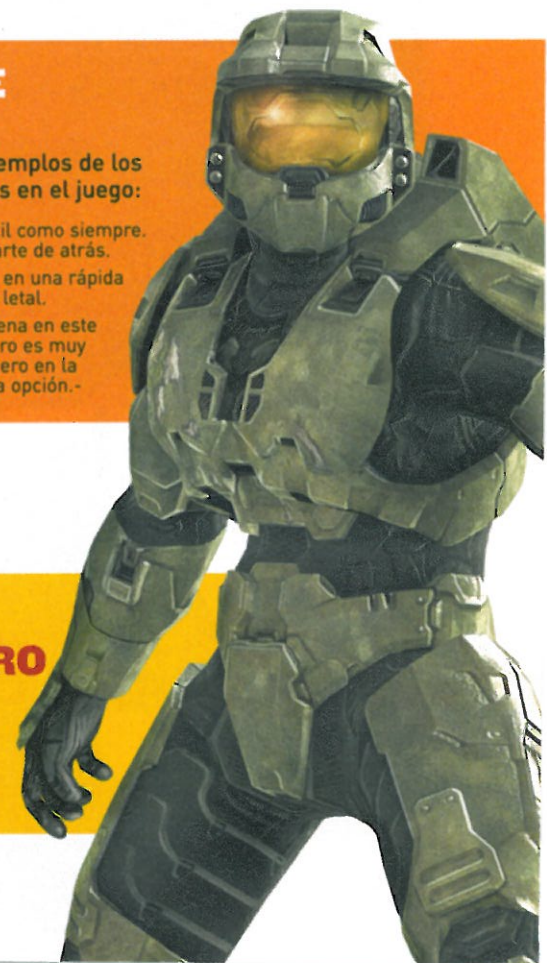 emplos de los
s en el juego:
il como siempre.
arte de atrás.
en una rápida
letal.
ena en este
ro es muy
ero en la
a opción.-
RO